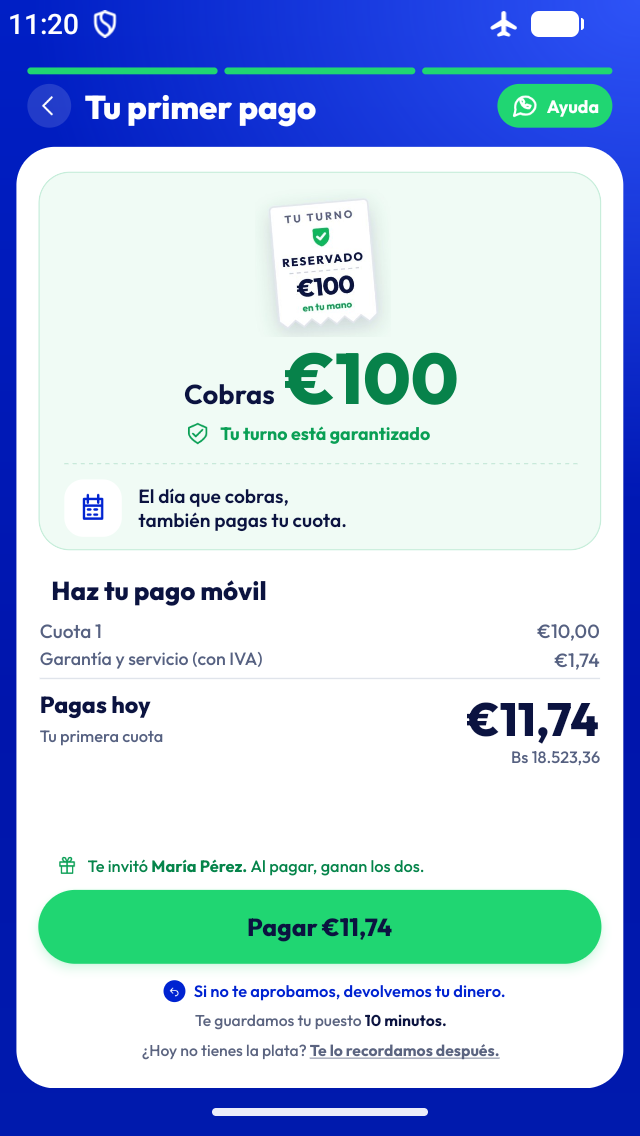 11:20
Tu primer pago
Ayuda
TU TURNO
RESERVADO
€100
en tu mano
Cobras €100
Tu turno está garantizado
El día que cobras,
también pagas tu cuota.
Haz tu pago móvil
Cuota 1 €10,00
Garantía y servicio (con IVA) €1,74
Pagas hoy €11,74
Tu primera cuota
Bs 18.523,36
Te invitó María Pérez. Al pagar, ganan los dos.
Pagar €11,74
Si no te aprobamos, devolvemos tu dinero.
Te guardamos tu puesto 10 minutos.
¿Hoy no tienes la plata? Te lo recordamos después.